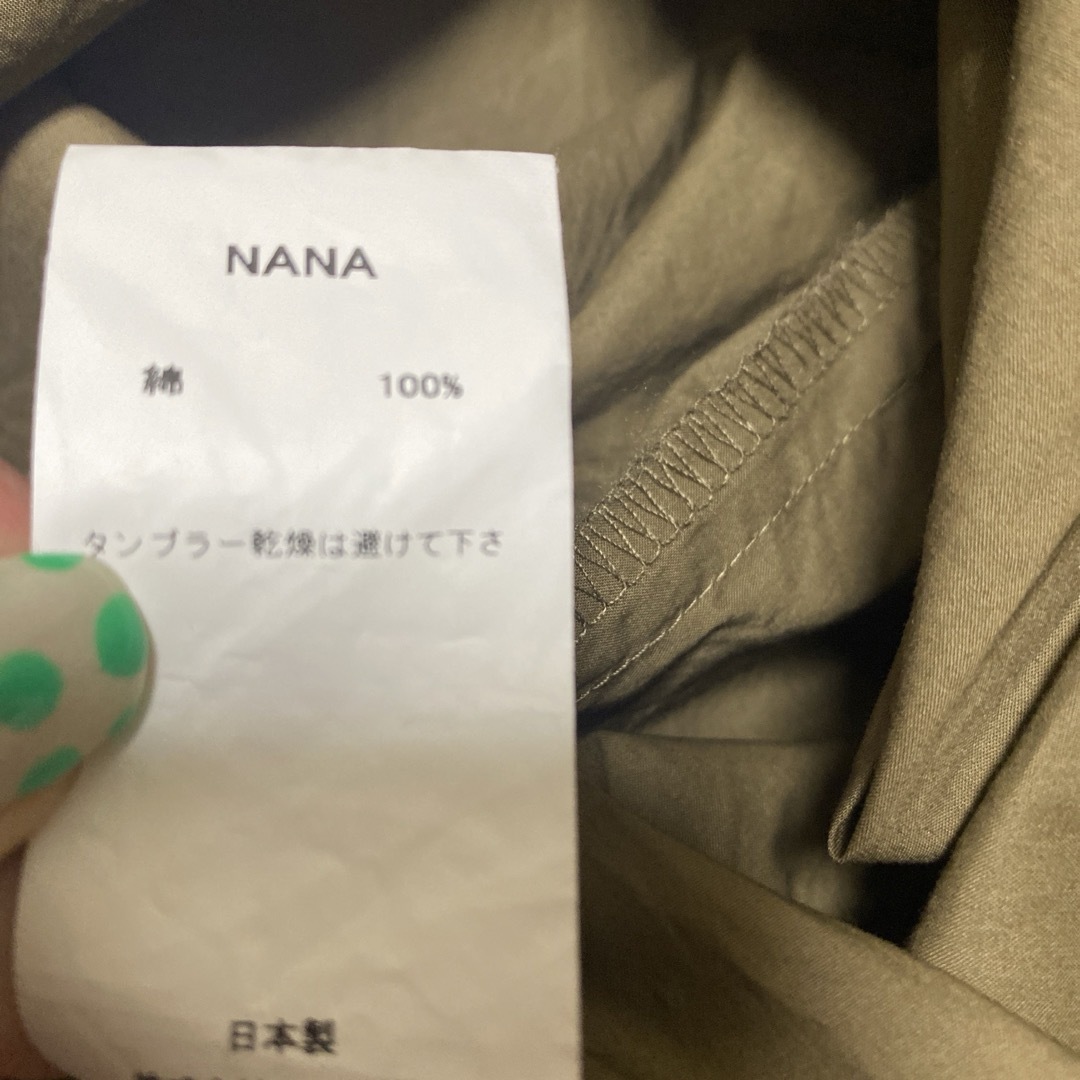 NANA
綿 100%
タンブラー乾燥は避けて下さ
日本製